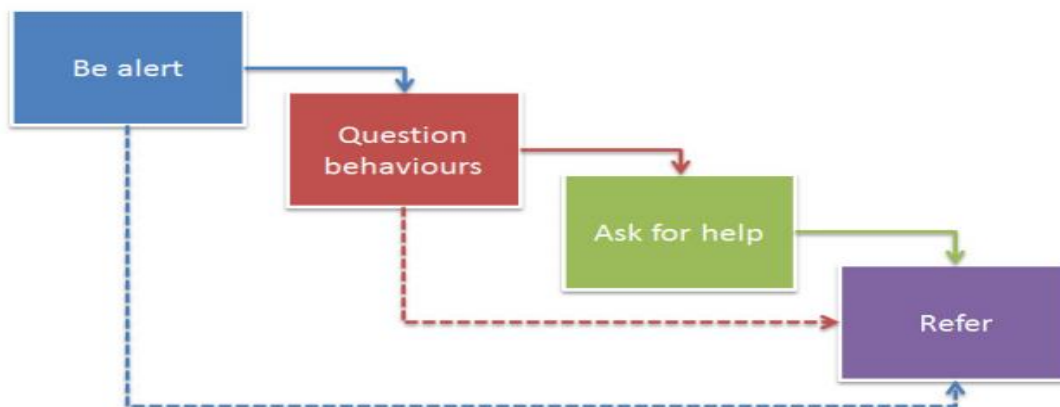 Be alert
Question
behaviours
Ask for help
Refer